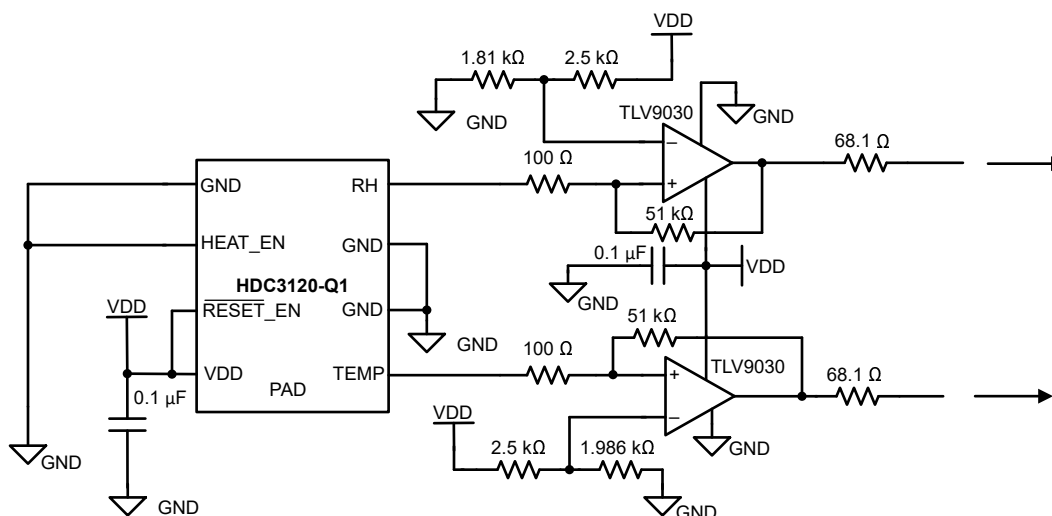 VDD
1.81 kΩ
2.5 kΩ
GND
TLV9030
GND
100 Ω
−
+
68.1 Ω
51 kΩ
0.1 µF
VDD
GND
GND
RH
HEAT_EN
GND
HDC3120-Q1
RESET_EN
GND
VDD
TEMP
PAD
VDD
0.1 µF
GND
GND
GND
51 kΩ
100 Ω
TLV9030
+
−
68.1 Ω
VDD
GND
2.5 kΩ
1.986 kΩ
GND